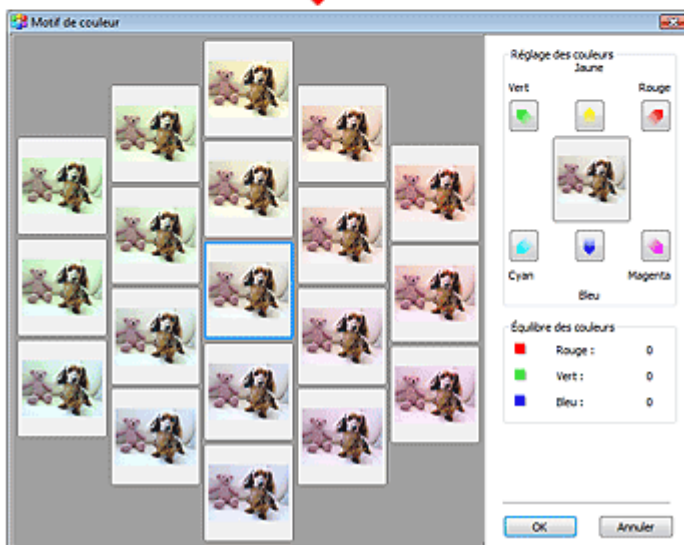 Motif de couleur
Réglage des couleurs
Jaune
Vert
Rouge
Cyan
Magenta
Bleu
Équilibre des couleurs
Rouge : 0
Vert : 0
Bleu : 0
OK
Annuler